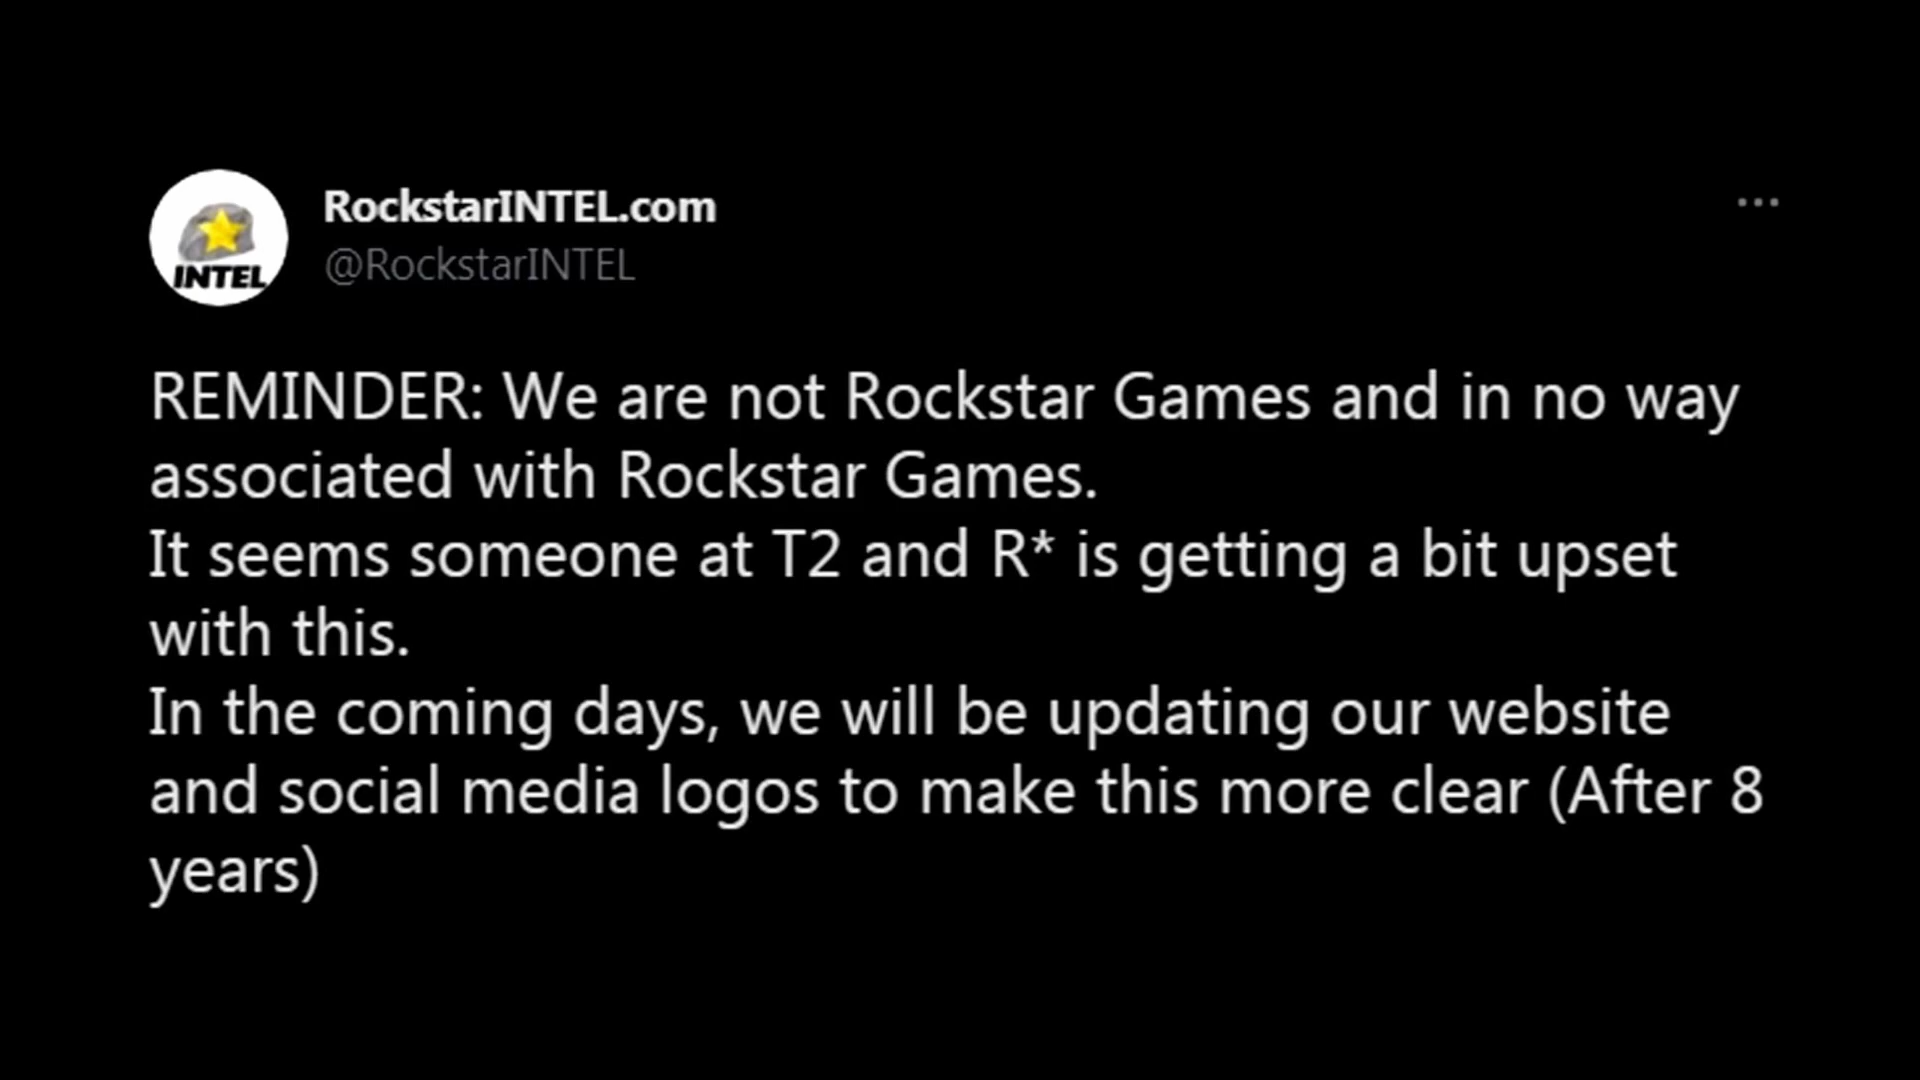 INTEL
RockstarINTEL.com
@RockstarINTEL
REMINDER: We are not Rockstar Games and in no way
associated with Rockstar Games.
It seems someone at T2 and R* is getting a bit upset
with this.
In the coming days, we will be updating our website
and social media logos to make this more clear (After 8
years)